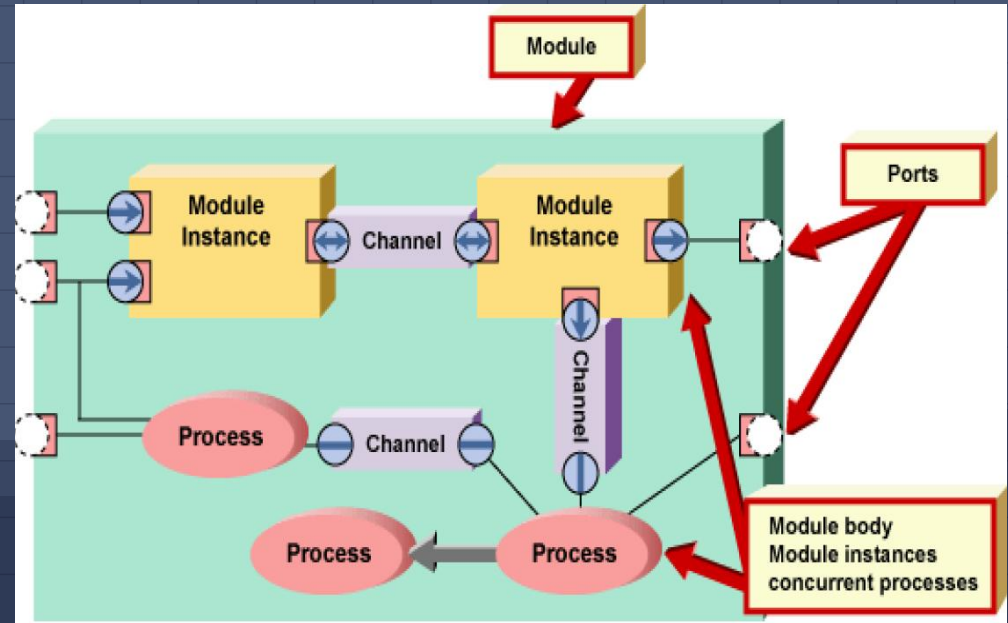 Module
Ports
Module
Instance
Channel
Module
Instance
Channel
Process
Channel
Process
Process
Module body
Module instances
concurrent processes